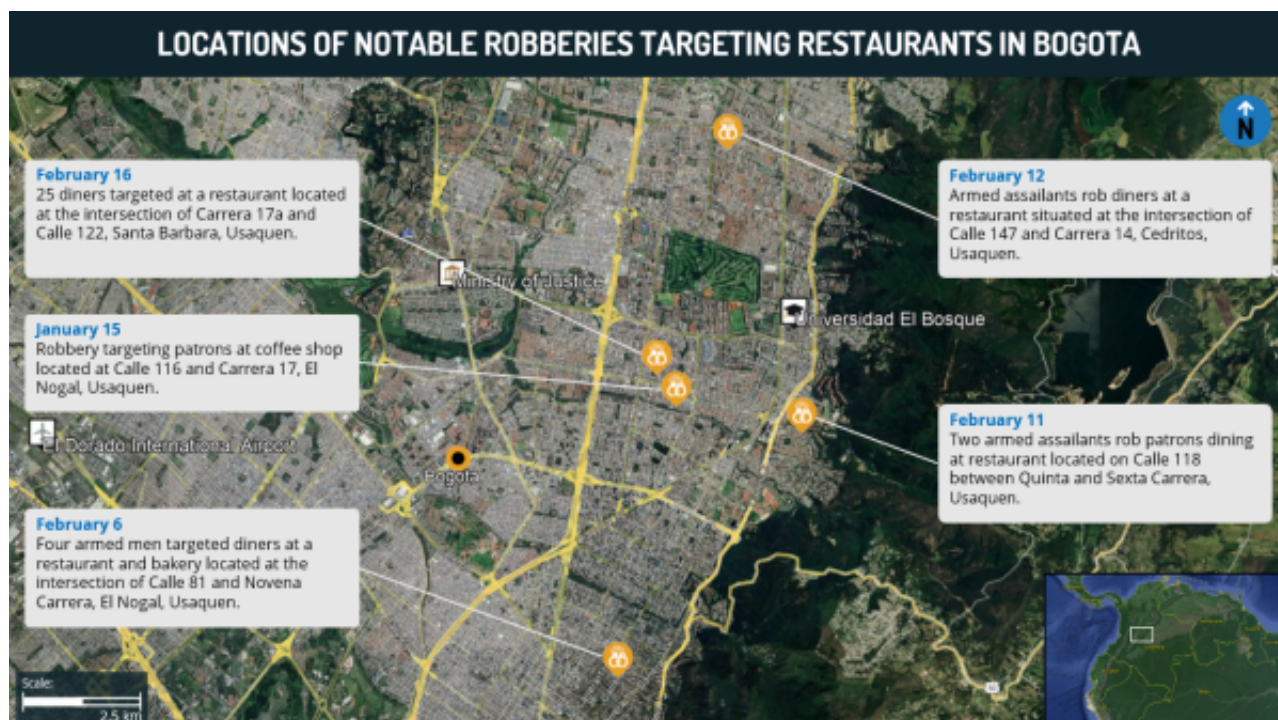 LOCATIONS OF NOTABLE ROBBERIES TARGETING RESTAURANTS IN BOGOTA
N
February 16
25 diners targeted at a restaurant located
at the intersection of Carrera 17a and
Calle 122, Santa Barbara, Usaquen.
February 12
Armed assailants rob diners at a
restaurant situated at the intersection of
Calle 147 and Carrera 14, Cedritos,
Usaquen.
Ministry of Justice
Universidad El Bosque
January 15
Robbery targeting patrons at coffee shop
located at Calle 116 and Carrera 17, El
Nogal, Usaquen.
El Dorado International Airport
Bogota
February 11
Two armed assailants rob patrons dining
at restaurant located on Calle 118
between Quinta and Sexta Carrera,
Usaquen.
February 6
Four armed men targeted diners at a
restaurant and bakery located at the
intersection of Calle 81 and Novena
Carrera, El Nogal, Usaquen.
Scale:
2.5 km